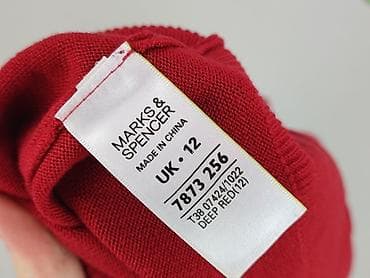 MARKS &
SPENCER
MADE IN CHINA
UK • 12
7873 256
T38 07424/1022
DEEP RED(12)